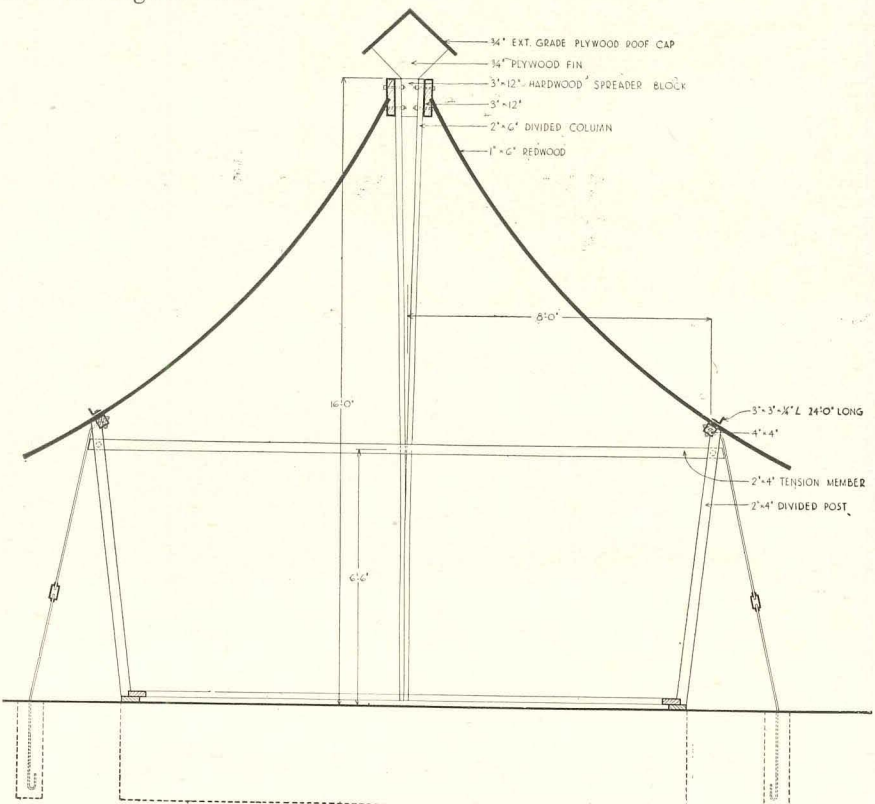 3/4" EXT. GRADE PLYWOOD ROOF CAP
3/4" PLYWOOD FIN
3"×12" HARDWOOD SPREADER BLOCK
3"×12"
2"×6" DIVIDED COLUMN
1"×6" REDWOOD
8'-0"
16'-0"
3"×3"×1/4" L 24'-0" LONG
4"×4"
2"×4" TENSION MEMBER
2"×4" DIVIDED POST
6'-6"